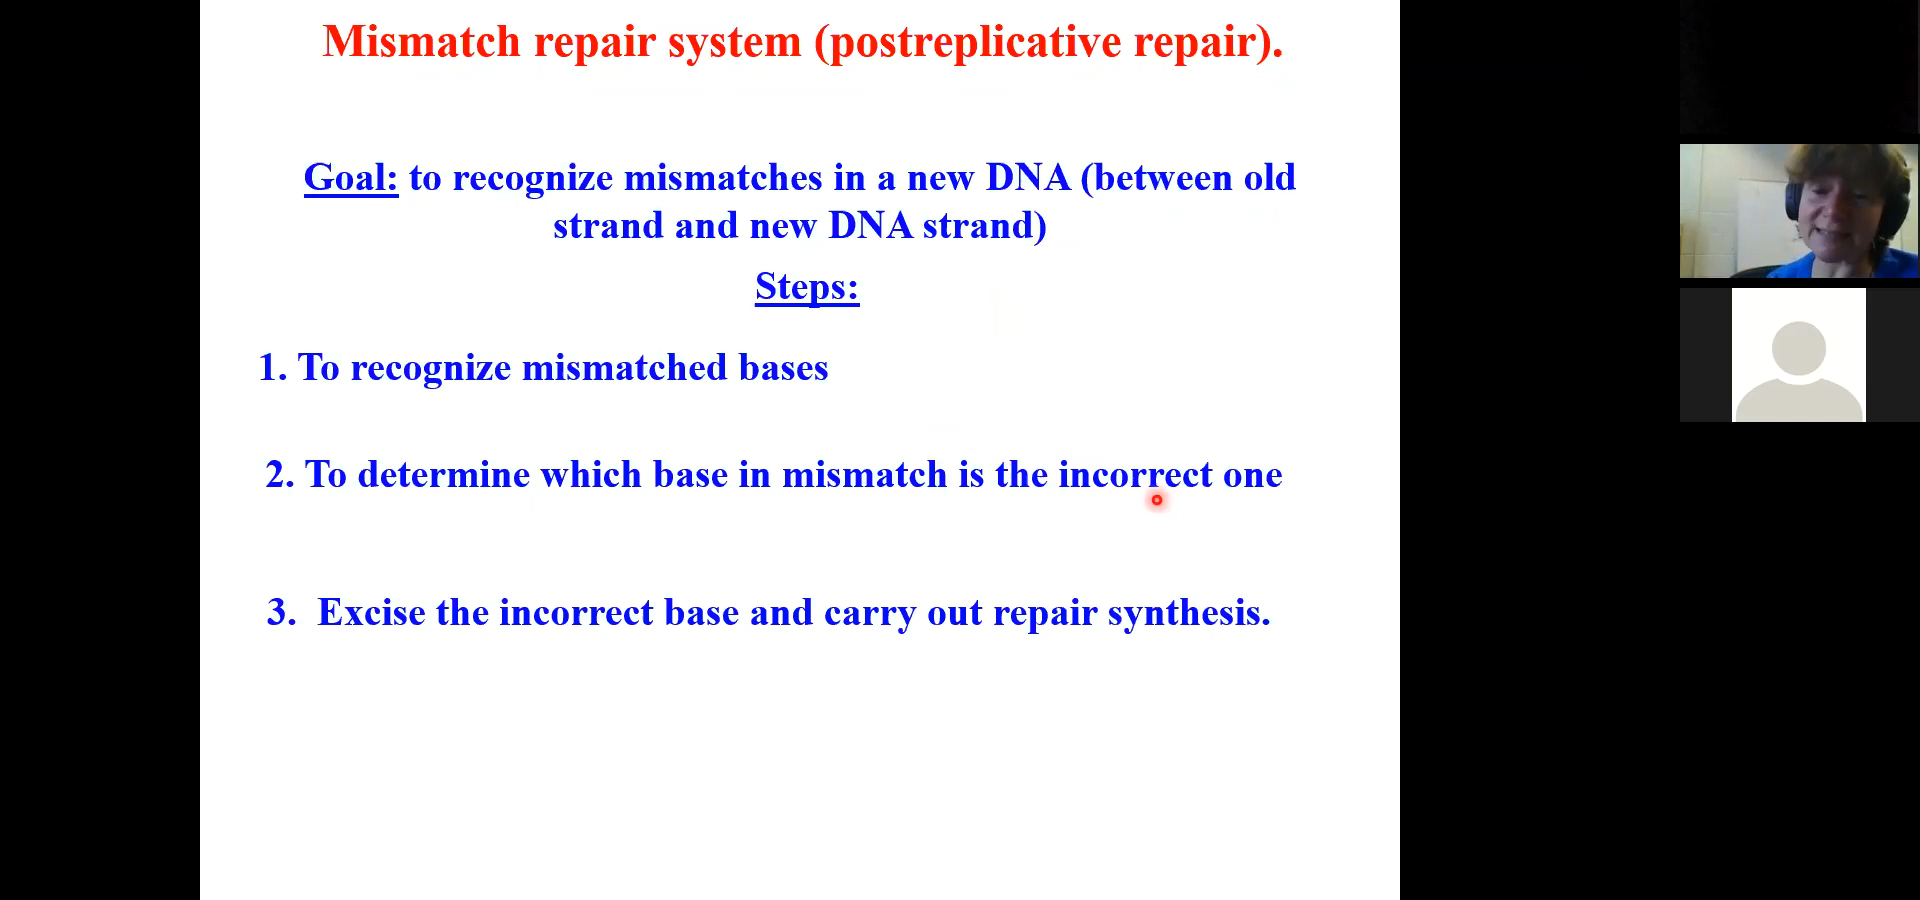 Mismatch repair system (postreplicative repair).
Goal: to recognize mismatches in a new DNA (between old
strand and new DNA strand)
Steps:
1. To recognize mismatched bases
2. To determine which base in mismatch is the incorrect one
3. Excise the incorrect base and carry out repair synthesis.